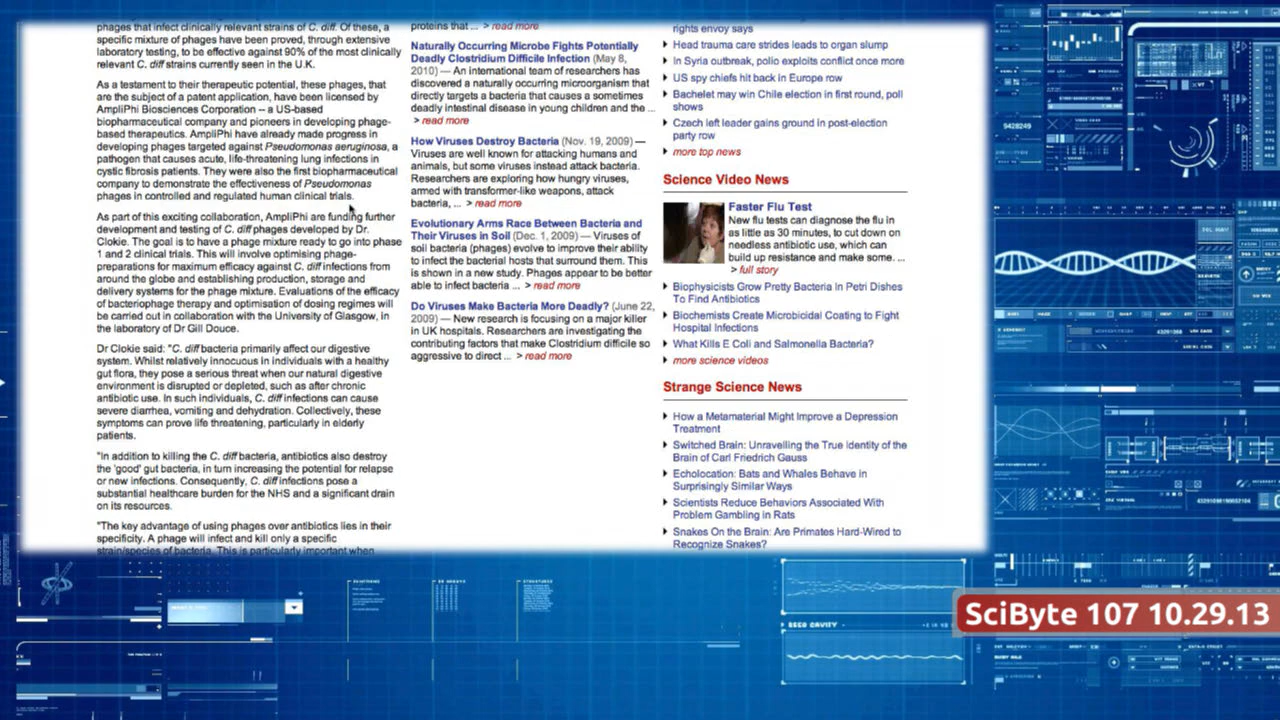 phages that infect clinically relevant strains of C. diff. Of these, a
specific mixture of phages have been proved, through extensive
laboratory testing, to be effective against 90% of the most clinically
relevant C. diff strains currently seen in the U.K.
As a testament to their therapeutic potential, these phages, that
are the subject of a patent application, have been licensed by
AmpliPhi Biosciences Corporation -- a US-based
biopharmaceutical company and pioneers in developing phage-
based therapeutics. AmpliPhi have already made progress in
developing phages targeted against Pseudomonas aeruginosa, a
pathogen that causes acute, life-threatening lung infections in
cystic fibrosis patients. They were also the first biopharmaceutical
company to demonstrate the effectiveness of Pseudomonas
phages in controlled and regulated human clinical trials.
As part of this exciting collaboration, AmpliPhi are funding further
development and testing of C. diff phages developed by Dr.
Clokie. The goal is to have a phage mixture ready to go into phase
1 and 2 clinical trials. This will involve optimising phage-
preparations for maximum efficacy against C. diff infections from
around the globe and establishing production, storage and
delivery systems for the phage mixture. Evaluations of the efficacy
of bacteriophage therapy and optimisation of dosing regimes will
be carried out in collaboration with the University of Glasgow, in
the laboratory of Dr Gill Douce.
Dr Clokie said: "C. diff bacteria primarily affect our digestive
system. Whilst relatively innocuous in individuals with a healthy
gut flora, they pose a serious threat when our natural digestive
environment is disrupted or depleted, such as after chronic
antibiotic use. In such individuals, C. diff infections can cause
severe diarrhea, vomiting and dehydration. Collectively, these
symptoms can prove life threatening, particularly in elderly
patients.
"In addition to killing the C. diff bacteria, antibiotics also destroy
the 'good' gut bacteria, in turn increasing the potential for relapse
or new infections. Consequently, C. diff infections pose a
substantial healthcare burden for the NHS and a significant drain
on its resources.
"The key advantage of using phages over antibiotics lies in their
specificity. A phage will infect and kill only a specific
strain/species of bacteria. This is particularly important when
proteins that ... > read more
Naturally Occurring Microbe Fights Potentially
Deadly Clostridium Difficile Infection (May 8,
2010) — An international team of researchers has
discovered a naturally occurring microorganism that
directly targets a bacteria that causes a sometimes
deadly intestinal disease in young children and the ...
> read more
How Viruses Destroy Bacteria (Nov. 19, 2009) —
Viruses are well known for attacking humans and
animals, but some viruses instead attack bacteria.
Researchers are exploring how hungry viruses,
armed with transformer-like weapons, attack
bacteria, ... > read more
Evolutionary Arms Race Between Bacteria and
Their Viruses in Soil (Dec. 1, 2009) — Viruses of
soil bacteria (phages) evolve to improve their ability
to infect the bacterial hosts that surround them. This
is shown in a new study. Phages appear to be better
able to infect bacteria ... > read more
Do Viruses Make Bacteria More Deadly? (June 22,
2009) — New research is focusing on a major killer
in UK hospitals. Researchers are investigating the
contributing factors that make Clostridium difficile so
aggressive to direct ... > read more
rights envoy says
Head trauma care strides leads to organ slump
In Syria outbreak, polio exploits conflict once more
US spy chiefs hit back in Europe row
Bachelet may win Chile election in first round, poll
shows
Czech left leader gains ground in post-election
party row
more top news
Science Video News
Faster Flu Test
New flu tests can diagnose the flu in
as little as 30 minutes, to cut down on
needless antibiotic use, which can
build up resistance and make some. ...
> full story
Biophysicists Grow Pretty Bacteria In Petri Dishes
To Find Antibiotics
Biochemists Create Microbicidal Coating to Fight
Hospital Infections
What Kills E Coli and Salmonella Bacteria?
more science videos
Strange Science News
How a Metamaterial Might Improve a Depression
Treatment
Switched Brain: Unravelling the True Identity of the
Brain of Carl Friedrich Gauss
Echolocation: Bats and Whales Behave in
Surprisingly Similar Ways
Scientists Reduce Behaviors Associated With
Problem Gambling in Rats
Snakes On the Brain: Are Primates Hard-Wired to
Recognize Snakes?
9428249
SciByte 107 10.29.13